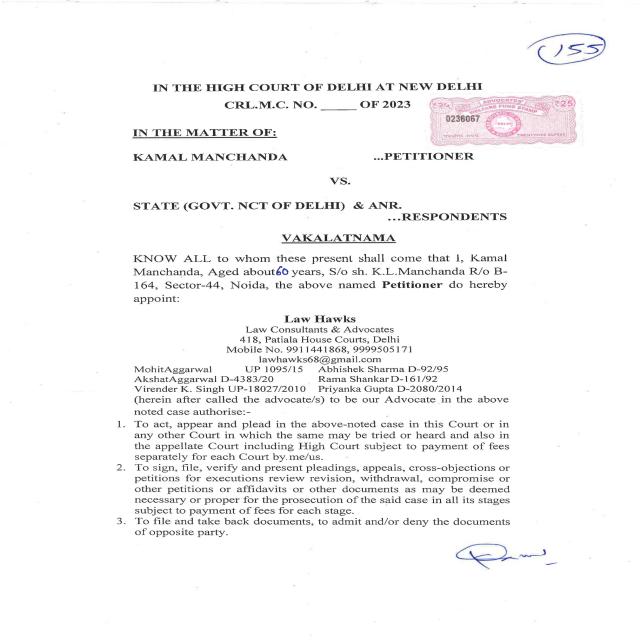 155
IN THE HIGH COURT OF DELHI AT NEW DELHI
CRL.M.C. NO. _____ OF 2023
₹25 ADVOCATES' ₹25
WELFARE FUND STAMP
0236067
IN THE MATTER OF:
KAMAL MANCHANDA ...PETITIONER
VS.
STATE (GOVT. NCT OF DELHI) & ANR.
...RESPONDENTS
VAKALATNAMA
KNOW ALL to whom these present shall come that I, Kamal
Manchanda, Aged about 60 years, S/o sh. K.L.Manchanda R/o B-
164, Sector-44, Noida, the above named Petitioner do hereby
appoint:
Law Hawks
Law Consultants & Advocates
418, Patiala House Courts, Delhi
Mobile No. 9911441868, 9999505171
lawhawks68@gmail.com
MohitAggarwal UP 1095/15 Abhishek Sharma D-92/95
AkshatAggarwal D-4383/20 Rama Shankar D-161/92
Virender K. Singh UP-18027/2010 Priyanka Gupta D-2080/2014
(herein after called the advocate/s) to be our Advocate in the above
noted case authorise:-
1. To act, appear and plead in the above-noted case in this Court or in
any other Court in which the same may be tried or heard and also in
the appellate Court including High Court subject to payment of fees
separately for each Court by me/us.
2. To sign, file, verify and present pleadings, appeals, cross-objections or
petitions for executions review revision, withdrawal, compromise or
other petitions or affidavits or other documents as may be deemed
necessary or proper for the prosecution of the said case in all its stages
subject to payment of fees for each stage.
3. To file and take back documents, to admit and/or deny the documents
of opposite party.